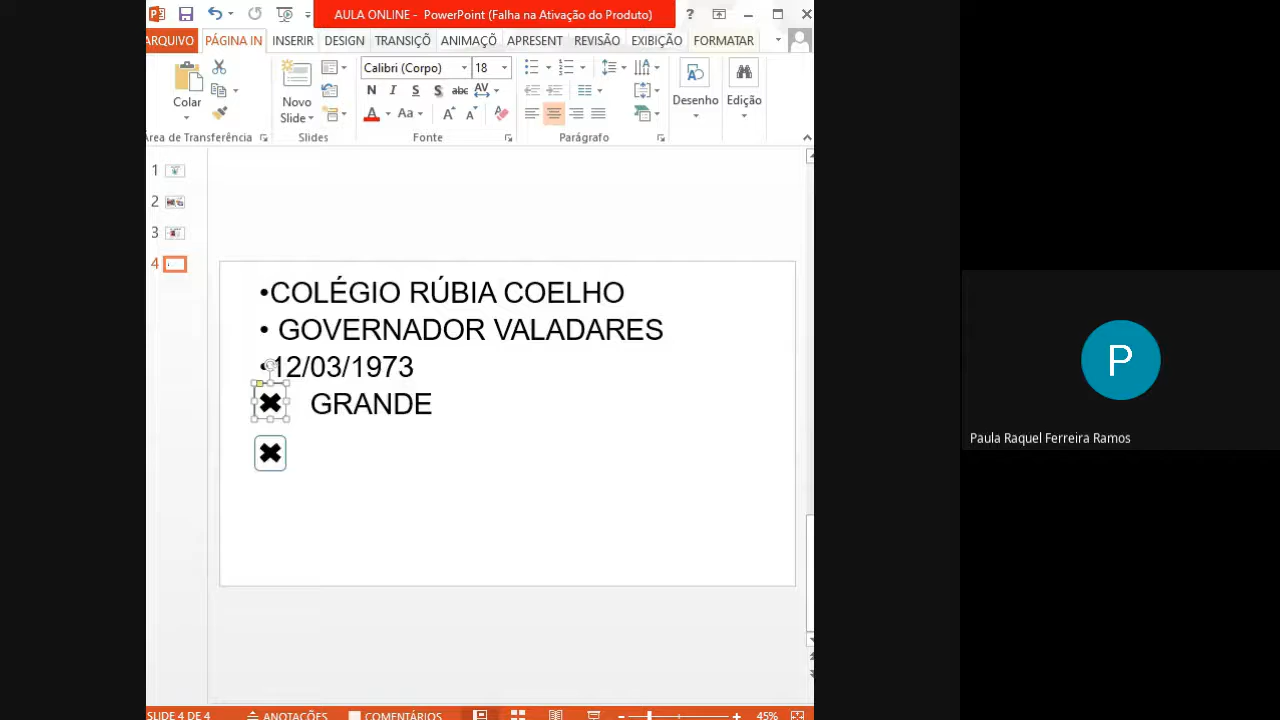 AULA ONLINE - PowerPoint (Falha na Ativação do Produto)
ARQUIVO PÁGINA IN INSERIR DESIGN TRANSIÇÕ ANIMAÇÕ APRESENT REVISÃO EXIBIÇÃO FORMATAR
Calibri (Corpo) 18
Colar Novo Slide N I S S abc AV Desenho Edição
A Aa A A
Área de Transferência Slides Fonte Parágrafo
1
2
3
4
•COLÉGIO RÚBIA COELHO
• GOVERNADOR VALADARES
•12/03/1973
GRANDE
P
Paula Raquel Ferreira Ramos
SLIDE 4 DE 4 ANOTAÇÕES COMENTÁRIOS 45%